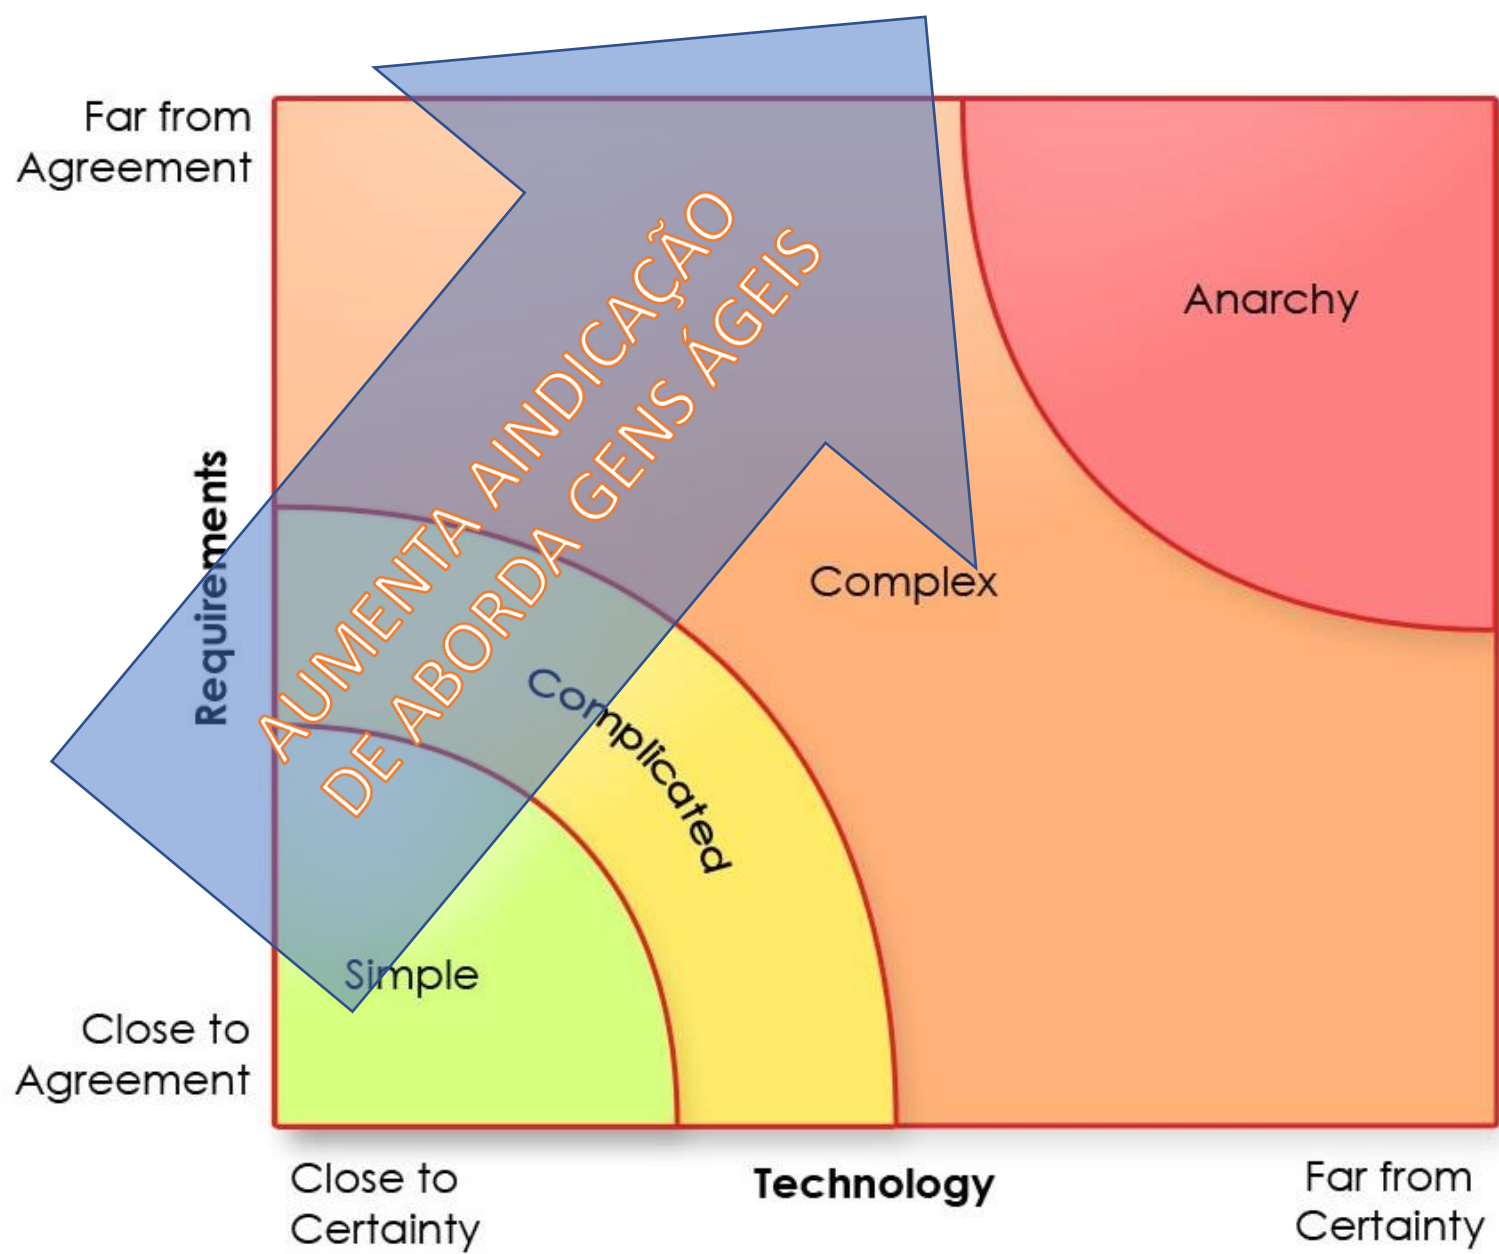 Far from
Agreement
Anarchy
AUMENTA AINDICAÇÃO
DE ABORDA GENS ÁGEIS
Requirements
Complex
Complicated
Simple
Close to
Agreement
Close to
Certainty
Technology
Far from
Certainty